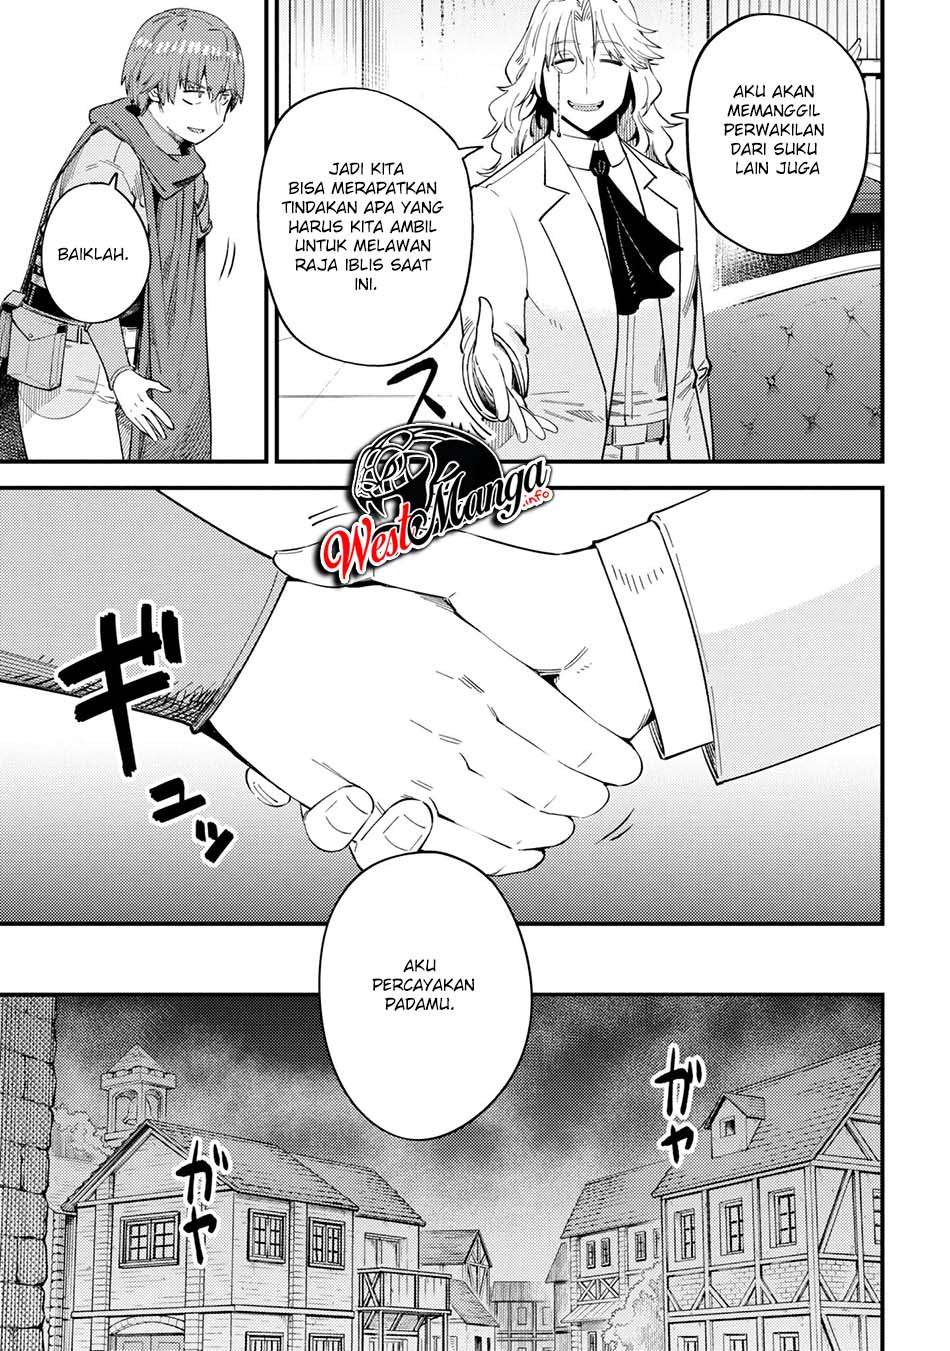 AKU AKAN
MEMANGGIL
PERWAKILAN
DARI SUKU
LAIN JUGA
JADI KITA
BISA MERAPATKAN
TINDAKAN APA YANG
HARUS KITA AMBIL
UNTUK MELAWAN
RAJA IBLIS SAAT
INI.
BAIKLAH.
ス
WestManga
.info
ギュッ
AKU
PERCAYAKAN
PADAMU.
ガヤ
ガヤ